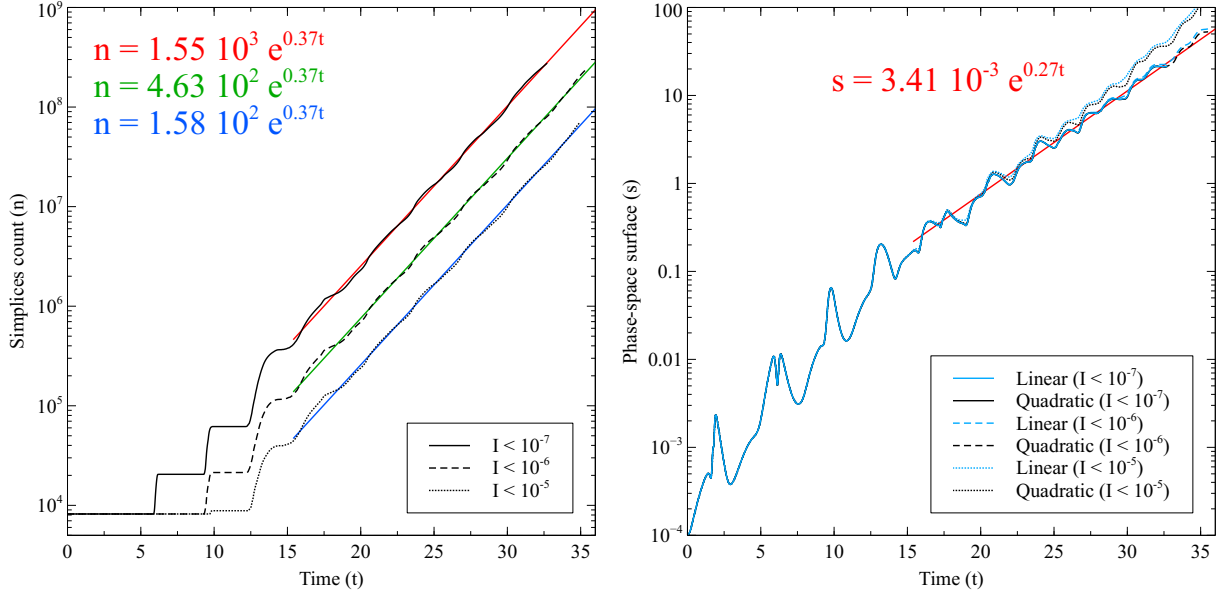 n = 1.55 10^3 e^0.37t
n = 4.63 10^2 e^0.37t
n = 1.58 10^2 e^0.37t
10^9
10^8
10^7
10^6
10^5
10^4
Simplices count (n)
I < 10^-7
I < 10^-6
I < 10^-5
0 5 10 15 20 25 30 35
Time (t)
s = 3.41 10^-3 e^0.27t
100
10
1
0.1
0.01
10^-3
10^-4
Phase-space surface (s)
Linear (I < 10^-7)
Quadratic (I < 10^-7)
Linear (I < 10^-6)
Quadratic (I < 10^-6)
Linear (I < 10^-5)
Quadratic (I < 10^-5)
0 5 10 15 20 25 30 35
Time (t)